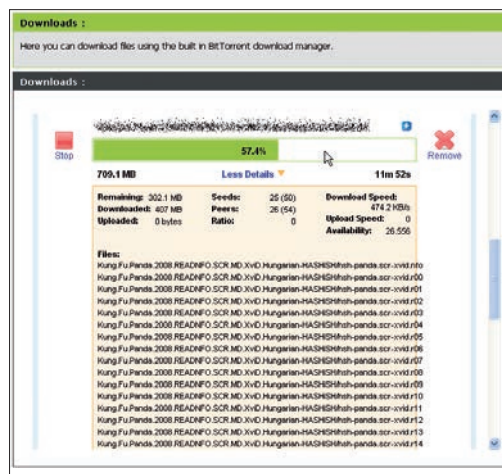 Downloads :
Here you can download files using the built in BitTorrent download manager.
Downloads :
Stop
57.4%
Remove
709.1 MB Less Details 11m 52s
Remaining: 302.1 MB Seeds: 25 (50) Download Speed: 474.2 KB/s
Downloaded: 407 MB Peers: 26 (54) Upload Speed: 0
Uploaded: 0 bytes Ratio: 0 Availability: 26.556
Files:
Kung.Fu.Panda.2008.READNFO.SCR.MD.XviD.Hungarian-HASHISH/hsh-panda.scr-xvid.nfo
Kung.Fu.Panda.2008.READNFO.SCR.MD.XviD.Hungarian-HASHISH/hsh-panda.scr-xvid.r00
Kung.Fu.Panda.2008.READNFO.SCR.MD.XviD.Hungarian-HASHISH/hsh-panda.scr-xvid.r01
Kung.Fu.Panda.2008.READNFO.SCR.MD.XviD.Hungarian-HASHISH/hsh-panda.scr-xvid.r02
Kung.Fu.Panda.2008.READNFO.SCR.MD.XviD.Hungarian-HASHISH/hsh-panda.scr-xvid.r03
Kung.Fu.Panda.2008.READNFO.SCR.MD.XviD.Hungarian-HASHISH/hsh-panda.scr-xvid.r04
Kung.Fu.Panda.2008.READNFO.SCR.MD.XviD.Hungarian-HASHISH/hsh-panda.scr-xvid.r05
Kung.Fu.Panda.2008.READNFO.SCR.MD.XviD.Hungarian-HASHISH/hsh-panda.scr-xvid.r06
Kung.Fu.Panda.2008.READNFO.SCR.MD.XviD.Hungarian-HASHISH/hsh-panda.scr-xvid.r07
Kung.Fu.Panda.2008.READNFO.SCR.MD.XviD.Hungarian-HASHISH/hsh-panda.scr-xvid.r08
Kung.Fu.Panda.2008.READNFO.SCR.MD.XviD.Hungarian-HASHISH/hsh-panda.scr-xvid.r09
Kung.Fu.Panda.2008.READNFO.SCR.MD.XviD.Hungarian-HASHISH/hsh-panda.scr-xvid.r10
Kung.Fu.Panda.2008.READNFO.SCR.MD.XviD.Hungarian-HASHISH/hsh-panda.scr-xvid.r11
Kung.Fu.Panda.2008.READNFO.SCR.MD.XviD.Hungarian-HASHISH/hsh-panda.scr-xvid.r12
Kung.Fu.Panda.2008.READNFO.SCR.MD.XviD.Hungarian-HASHISH/hsh-panda.scr-xvid.r13
Kung.Fu.Panda.2008.READNFO.SCR.MD.XviD.Hungarian-HASHISH/hsh-panda.scr-xvid.r14